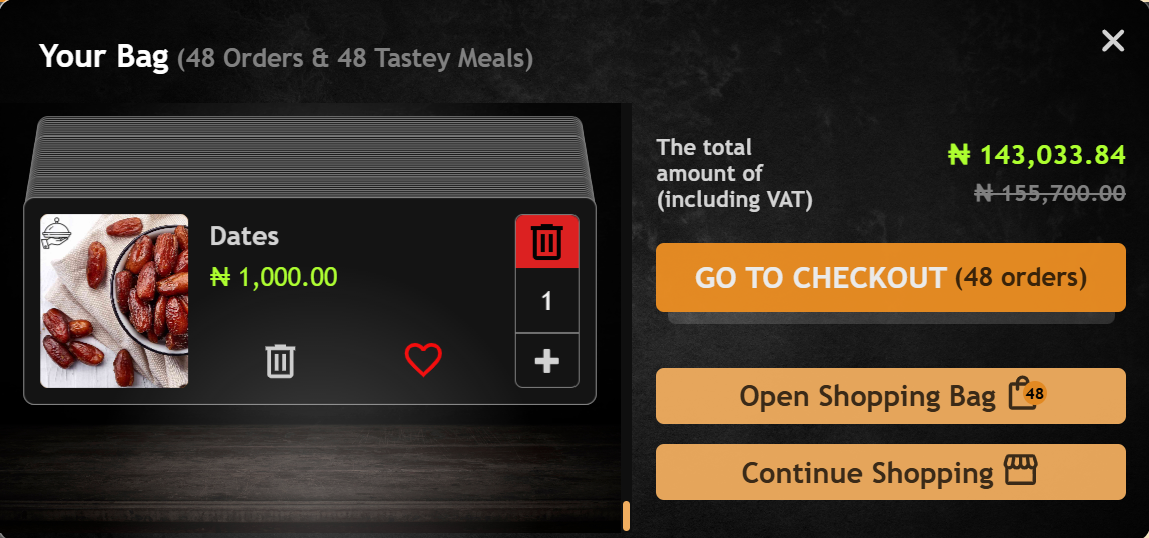 Your Bag (48 Orders & 48 Tastey Meals)
Dates
₦ 1,000.00
1
The total
amount of
(including VAT)
₦ 143,033.84
₦ 155,700.00
GO TO CHECKOUT (48 orders)
Open Shopping Bag 48
Continue Shopping